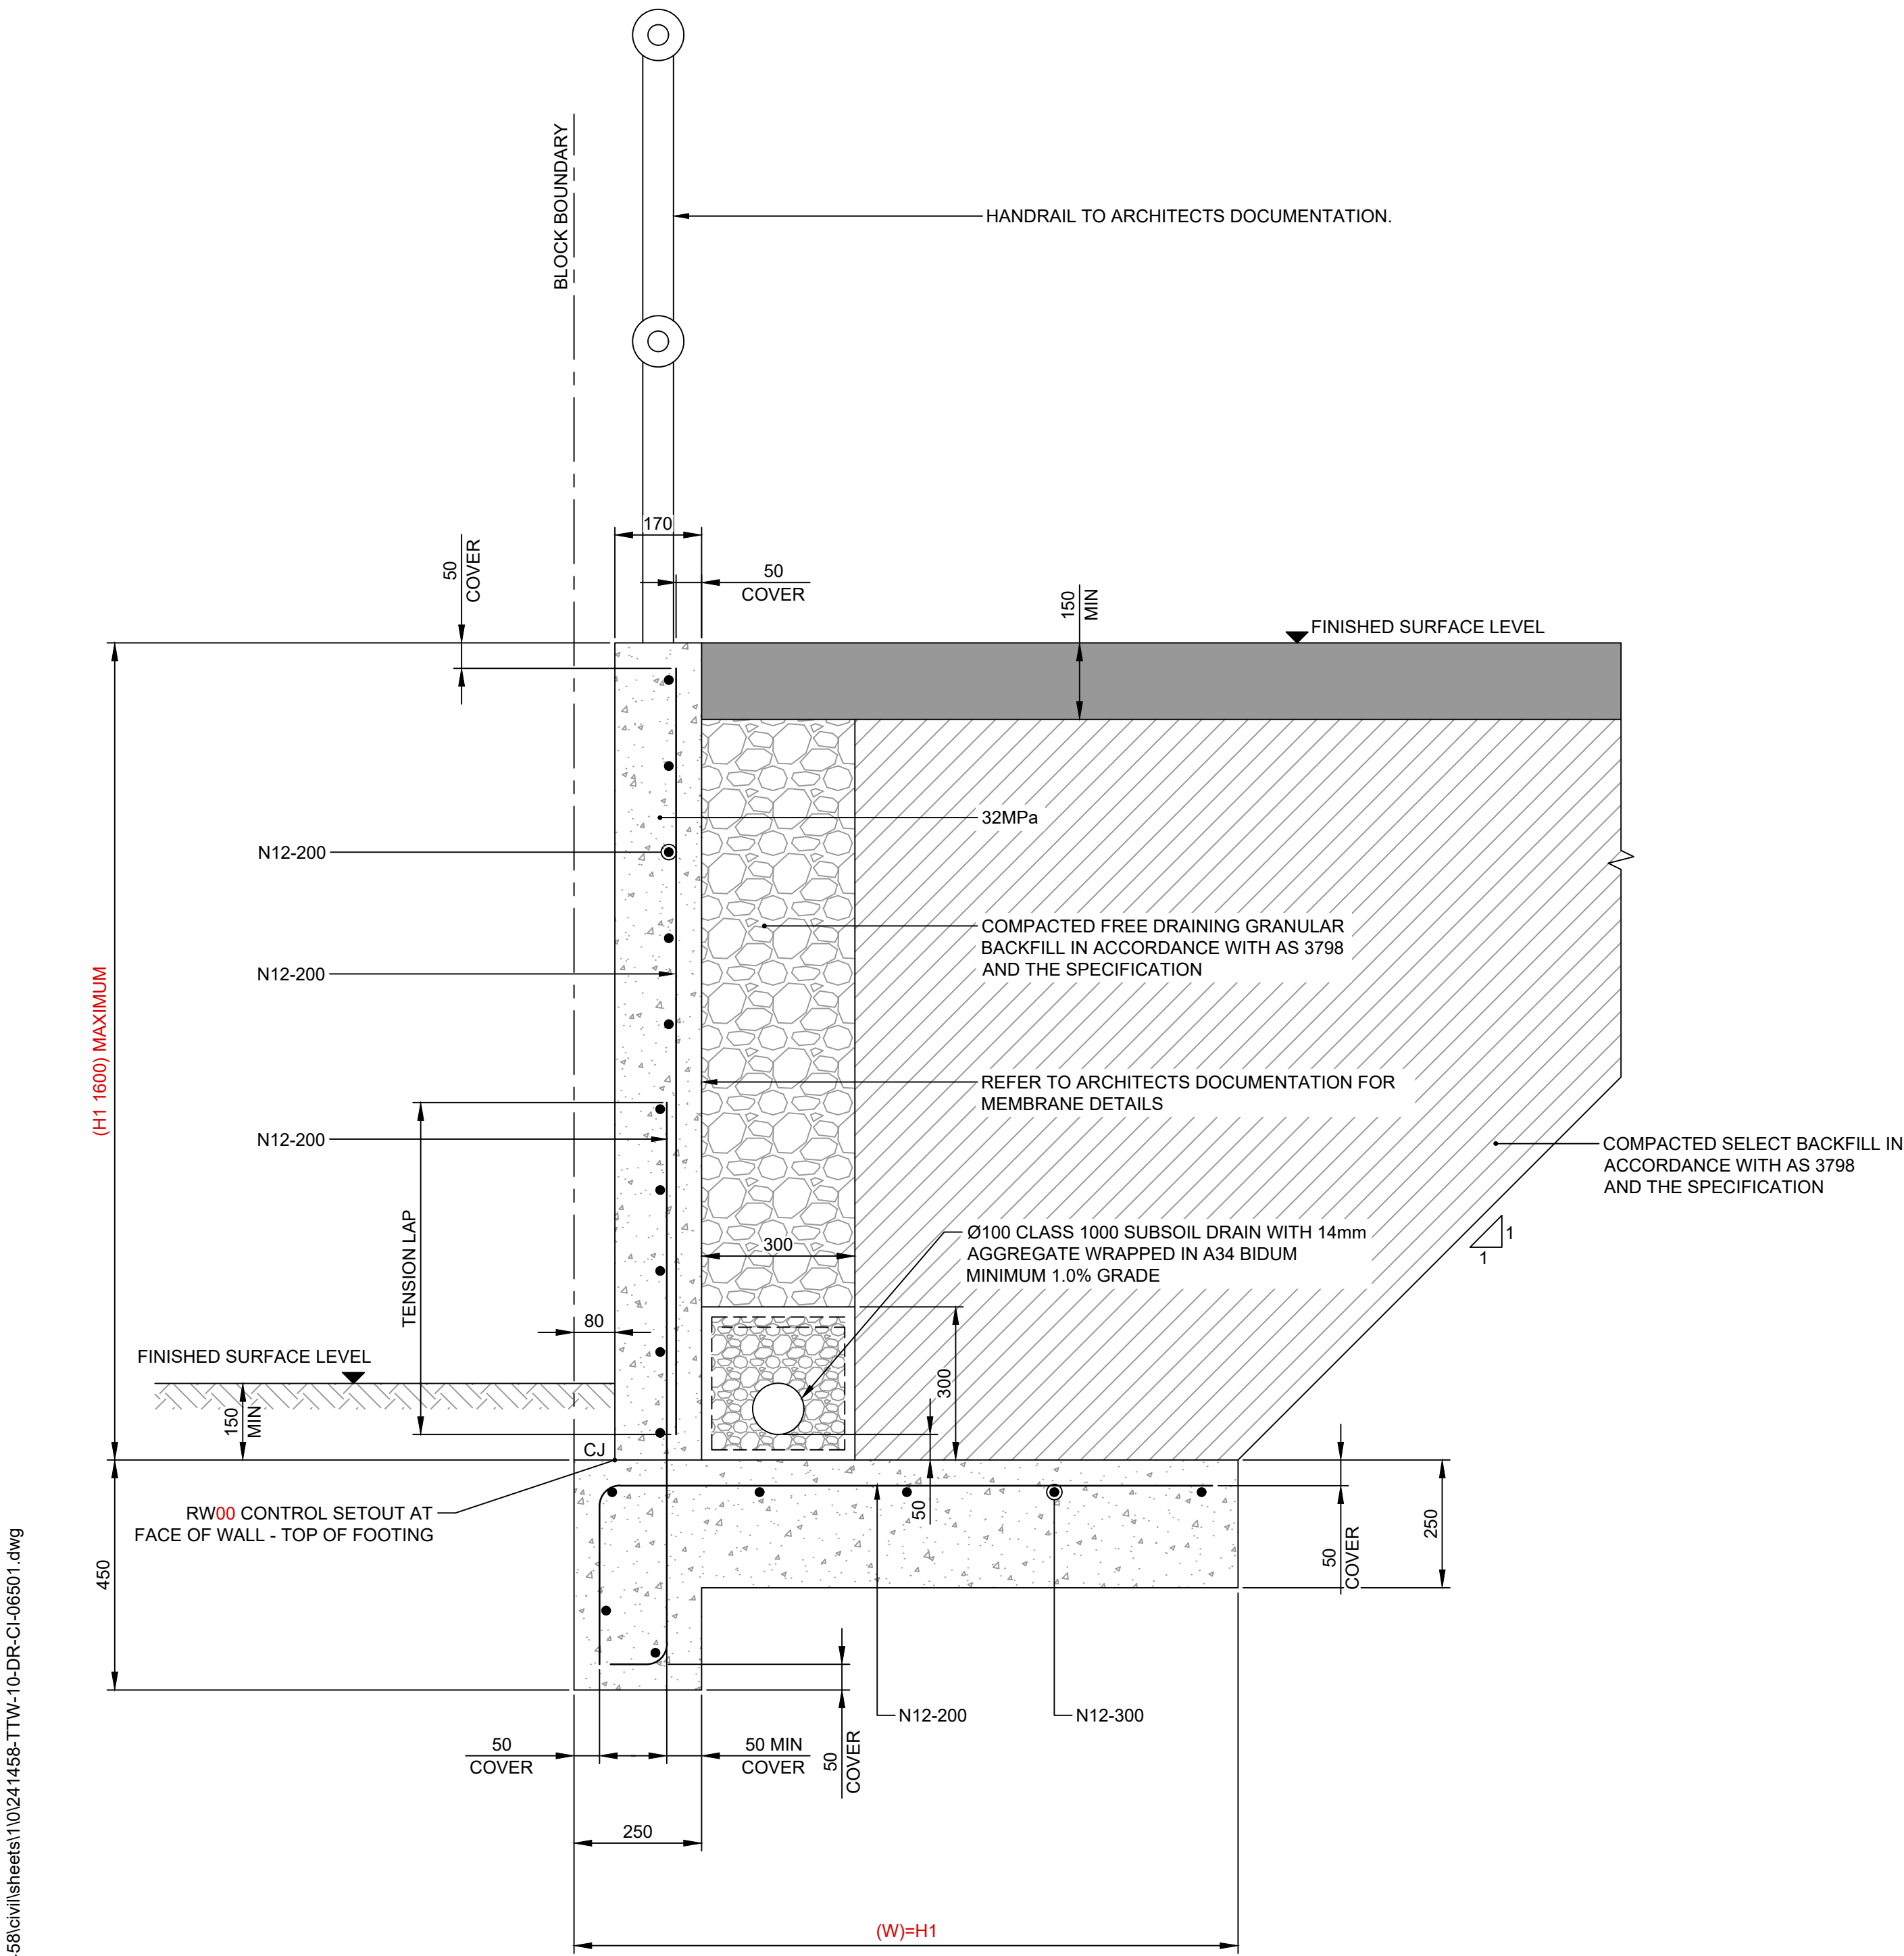 BLOCK BOUNDARY
HANDRAIL TO ARCHITECTS DOCUMENTATION.
170
50
COVER
50
COVER
150
MIN
FINISHED SURFACE LEVEL
32MPa
N12-200
COMPACTED FREE DRAINING GRANULAR
BACKFILL IN ACCORDANCE WITH AS 3798
AND THE SPECIFICATION
N12-200
(H1 1600) MAXIMUM
REFER TO ARCHITECTS DOCUMENTATION FOR
MEMBRANE DETAILS
N12-200
COMPACTED SELECT BACKFILL IN
ACCORDANCE WITH AS 3798
AND THE SPECIFICATION
TENSION LAP
Ø100 CLASS 1000 SUBSOIL DRAIN WITH 14mm
AGGREGATE WRAPPED IN A34 BIDUM
MINIMUM 1.0% GRADE
300
1
1
80
FINISHED SURFACE LEVEL
300
150
MIN
CJ
RW00 CONTROL SETOUT AT
FACE OF WALL - TOP OF FOOTING
50
250
50
COVER
450
N12-200
N12-300
50
COVER
50 MIN
COVER
50
COVER
250
(W)=H1
58\civil\sheets\1\0\241458-TTW-10-DR-CI-06501.dwg